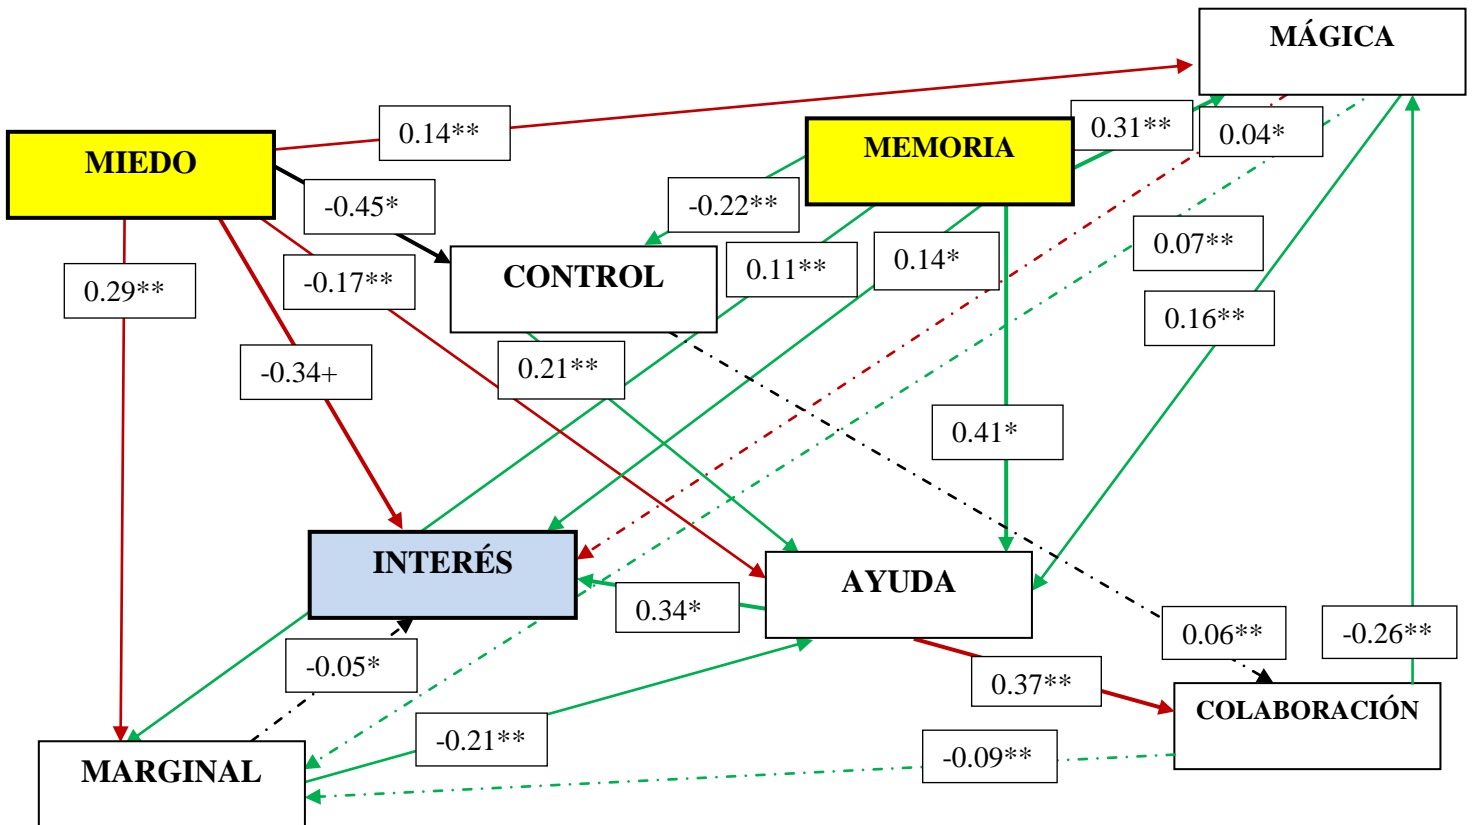 MÁGICA
0.14**
0.31**
0.04*
MIEDO
MEMORIA
-0.45*
-0.22**
0.07**
0.29**
-0.17**
CONTROL
0.11**
0.14*
0.16**
-0.34+
0.21**
0.41*
INTERÉS
AYUDA
0.34*
0.06**
-0.26**
-0.05*
0.37**
COLABORACIÓN
-0.21**
-0.09**
MARGINAL